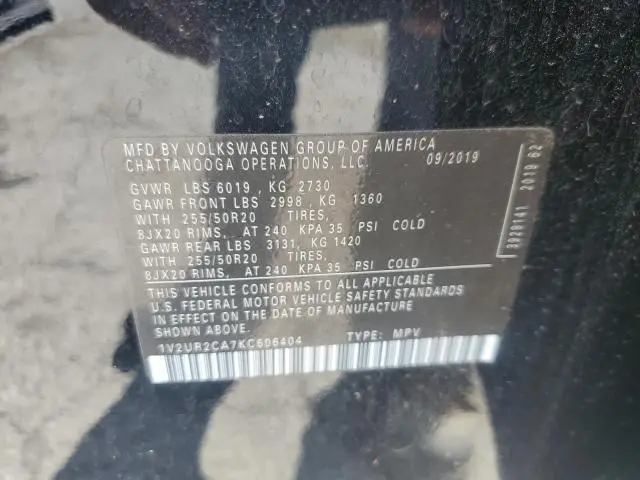 MFD BY VOLKSWAGEN GROUP OF AMERICA
CHATTANOOGA OPERATIONS, LLC 09/2019
GVWR LBS 6019 , KG 2730
GAWR FRONT LBS 2998, KG 1360
WITH 255/50R20 TIRES,
8JX20 RIMS, AT 240 KPA 35 PSI COLD
GAWR REAR LBS 3131, KG 1420
WITH 255/50R20 TIRES,
8JX20 RIMS, AT 240 KPA 35 PSI COLD
THIS VEHICLE CONFORMS TO ALL APPLICABLE
U.S. FEDERAL MOTOR VEHICLE SAFETY STANDARDS
IN EFFECT ON THE DATE OF MANUFACTURE
SHOWN ABOVE
1V2UR2CA7KC606404 TYPE: MPV
3929141 2019 62